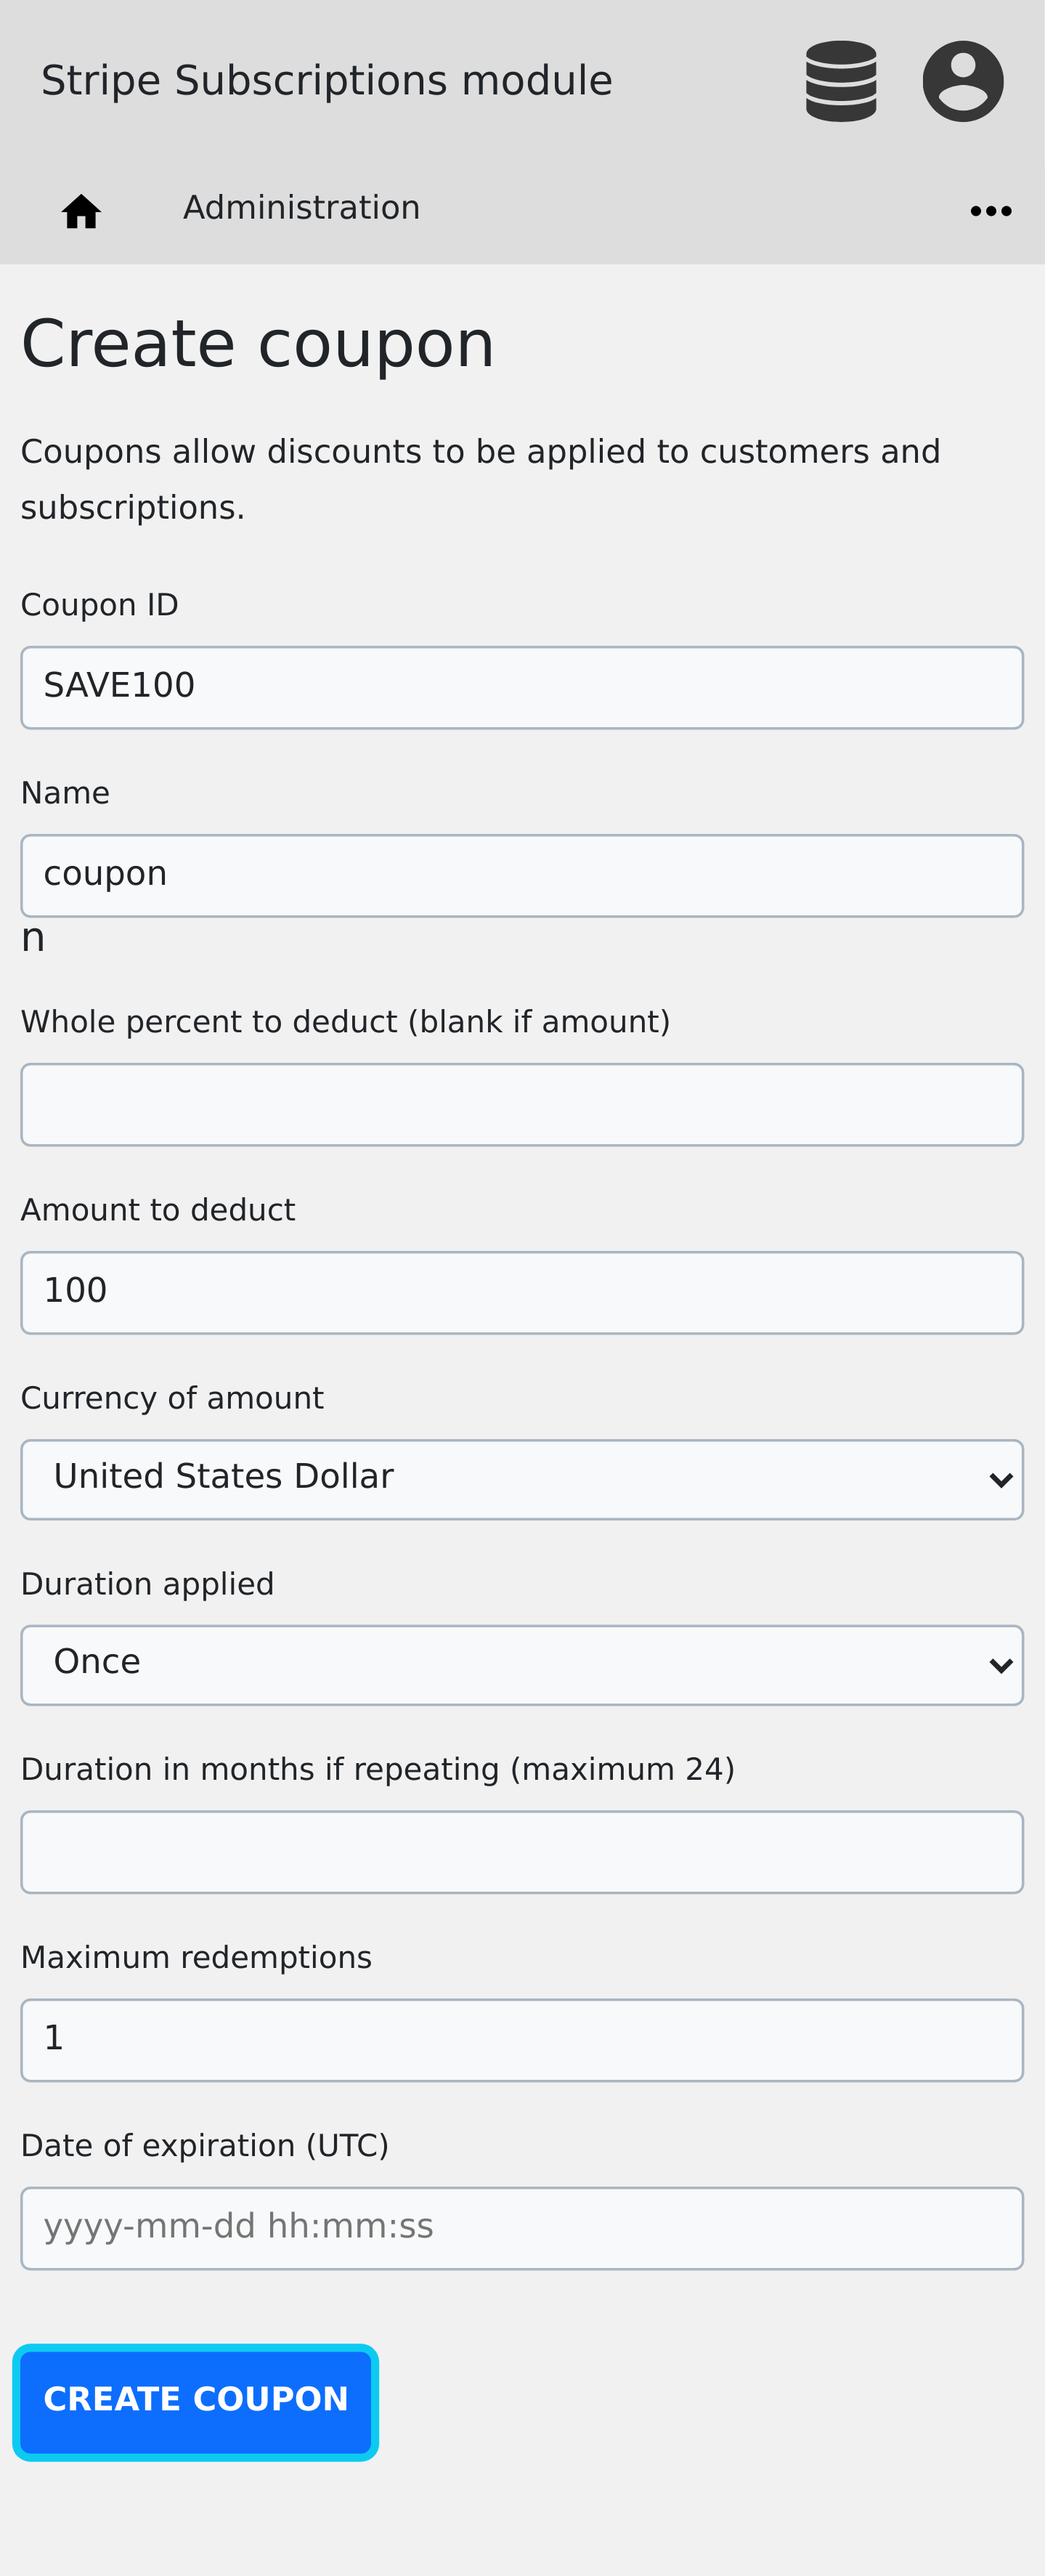 Stripe Subscriptions module
Administration
Create coupon
Coupons allow discounts to be applied to customers and
subscriptions.
Coupon ID
SAVE100
Name
coupon
n
Whole percent to deduct (blank if amount)
Amount to deduct
100
Currency of amount
United States Dollar
Duration applied
Once
Duration in months if repeating (maximum 24)
Maximum redemptions
1
Date of expiration (UTC)
yyyy-mm-dd hh:mm:ss
CREATE COUPON